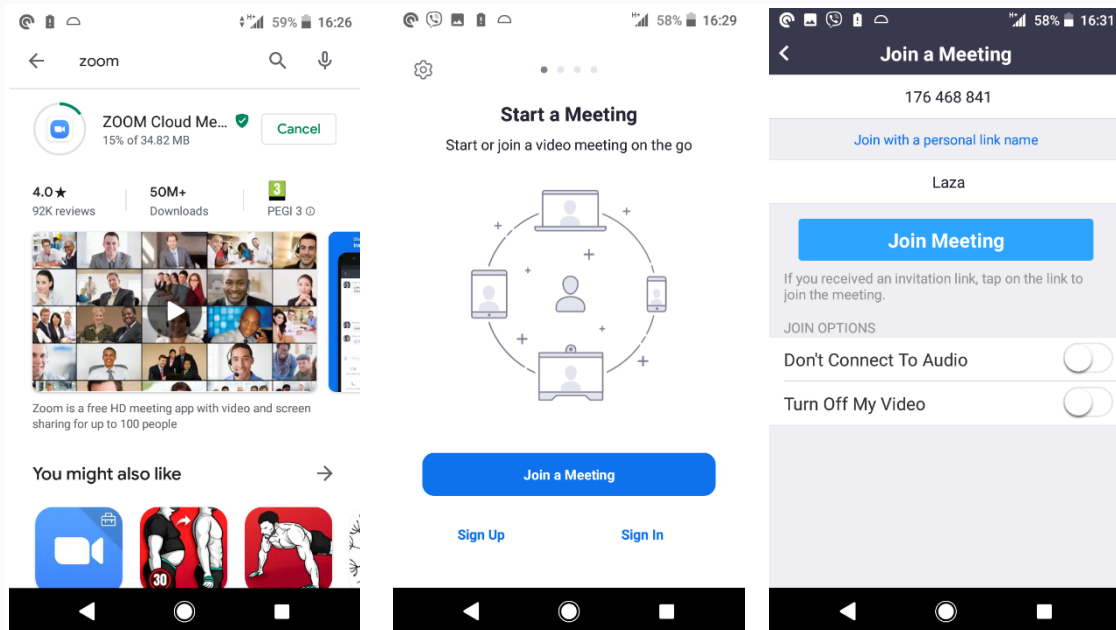 59% 16:26
zoom
ZOOM Cloud Me...
15% of 34.82 MB
Cancel
4.0★
92K reviews
50M+
Downloads
3
PEGI 3
Zoom is a free HD meeting app with video and screen
sharing for up to 100 people
You might also like
30
H+ 58% 16:29
Start a Meeting
Start or join a video meeting on the go
Join a Meeting
Sign Up
Sign In
H+ 58% 16:31
Join a Meeting
176 468 841
Join with a personal link name
Laza
Join Meeting
If you received an invitation link, tap on the link to
join the meeting.
JOIN OPTIONS
Don't Connect To Audio
Turn Off My Video